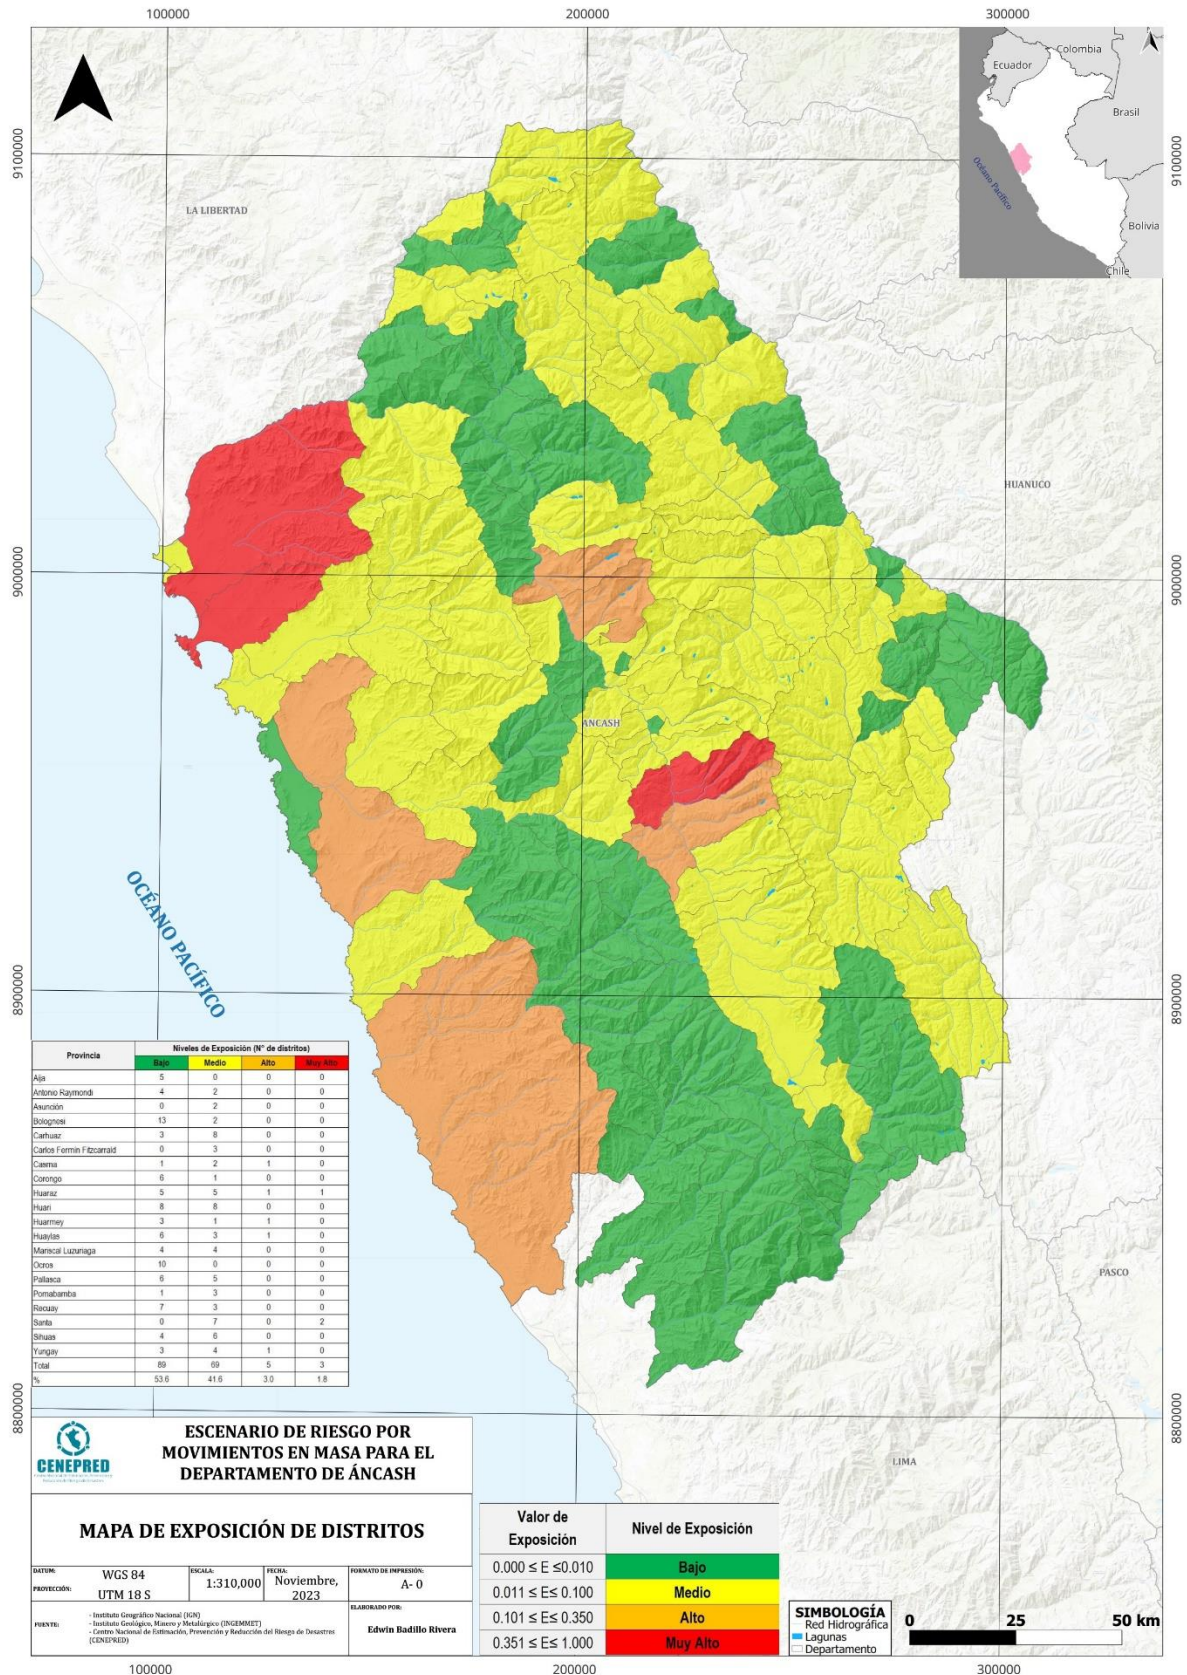 100000
200000
300000
9100000
9000000
8900000
8800000
9100000
9000000
8900000
8800000
Ecuador
Colombia
Brasil
Bolivia
Chile
Océano Pacífico
LA LIBERTAD
HUANUCO
ANCASH
OCÉANO PACÍFICO
PASCO
LIMA
Provincia
Niveles de Exposición (N° de distritos)
Bajo Medio Alto Muy Alto
Aija 5 0 0 0
Antonio Raymondi 4 2 0 0
Asunción 0 2 0 0
Bolognesi 13 2 0 0
Carhuaz 3 8 0 0
Carlos Fermín Fitzcarrald 0 3 0 0
Casma 1 2 1 0
Corongo 6 1 0 0
Huaraz 5 5 1 1
Huari 8 8 0 0
Huarmey 3 1 1 0
Huaylas 6 3 1 0
Mariscal Luzuriaga 4 4 0 0
Ocros 10 0 0 0
Pallasca 6 5 0 0
Pomabamba 1 3 0 0
Recuay 7 3 0 0
Santa 0 7 0 2
Sihuas 4 6 0 0
Yungay 3 4 1 0
Total 89 69 5 3
% 53.6 41.6 3.0 1.8
CENEPRED
ESCENARIO DE RIESGO POR
MOVIMIENTOS EN MASA PARA EL
DEPARTAMENTO DE ÁNCASH
MAPA DE EXPOSICIÓN DE DISTRITOS
DATUM: WGS 84
PROYECCIÓN: UTM 18 S
ESCALA: 1:310,000
FECHA: Noviembre,
2023
FORMATO DE IMPRESIÓN:
A- 0
FUENTE:
- Instituto Geográfico Nacional (IGN)
- Instituto Geológico, Minero y Metalúrgico (INGEMMET)
- Centro Nacional de Estimación, Prevención y Reducción del Riesgo de Desastres
(CENEPRED)
ELABORADO POR:
Edwin Badillo Rivera
Valor de
Exposición
Nivel de Exposición
0.000 ≤ E ≤0.010 Bajo
0.011 ≤ E≤ 0.100 Medio
0.101 ≤ E≤ 0.350 Alto
0.351 ≤ E≤ 1.000 Muy Alto
SIMBOLOGÍA
Red Hidrográfica
Lagunas
Departamento
0 25 50 km
100000
200000
300000